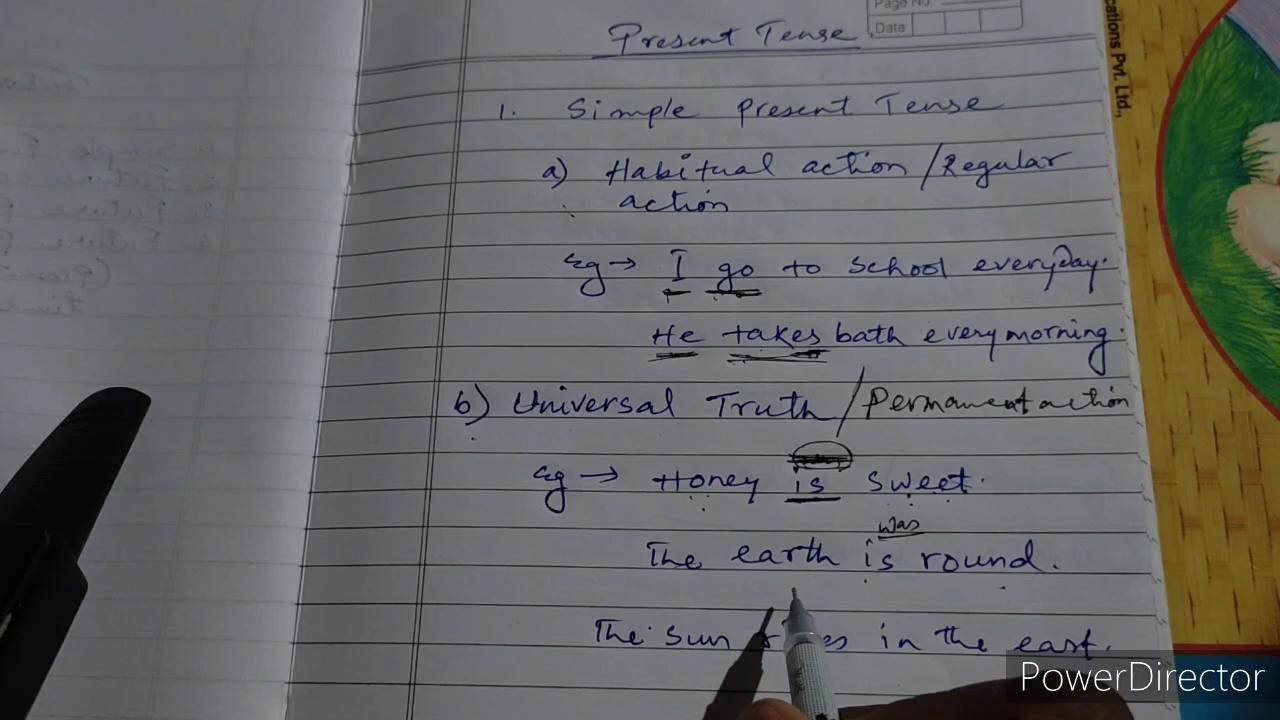 Page No.
Date
Present Tense
1. Simple Present Tense
a) Habitual action / Regular
action
eg → I go to school everyday.
He takes bath every morning.
b) Universal Truth / Permanent action
eg → Honey is sweet.
was
The earth is round.
The sun in the east.
cations Pvt. Ltd.,
PowerDirector